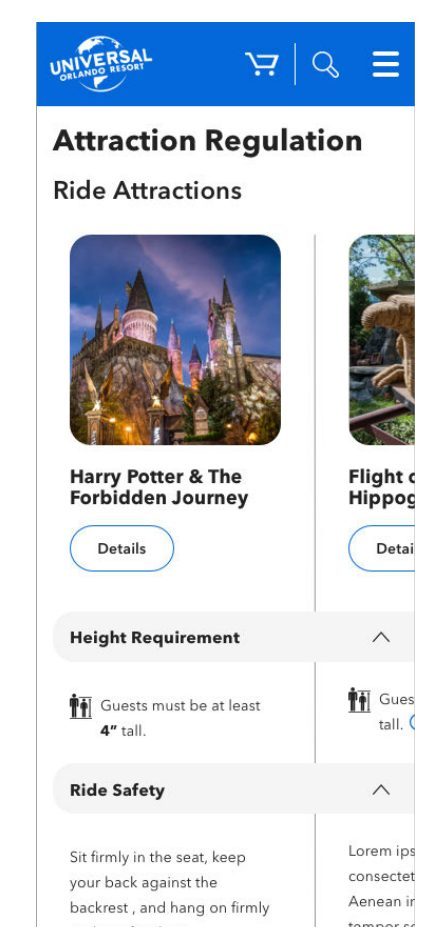 UNIVERSAL
ORLANDO RESORT
Attraction Regulation
Ride Attractions
Harry Potter & The
Forbidden Journey
Flight
Hippog
Details
Detai
Height Requirement
Guests must be at least
4” tall.
Gues
tall.
Ride Safety
Sit firmly in the seat, keep
your back against the
backrest , and hang on firmly
Lorem ips
consectet
Aenean in